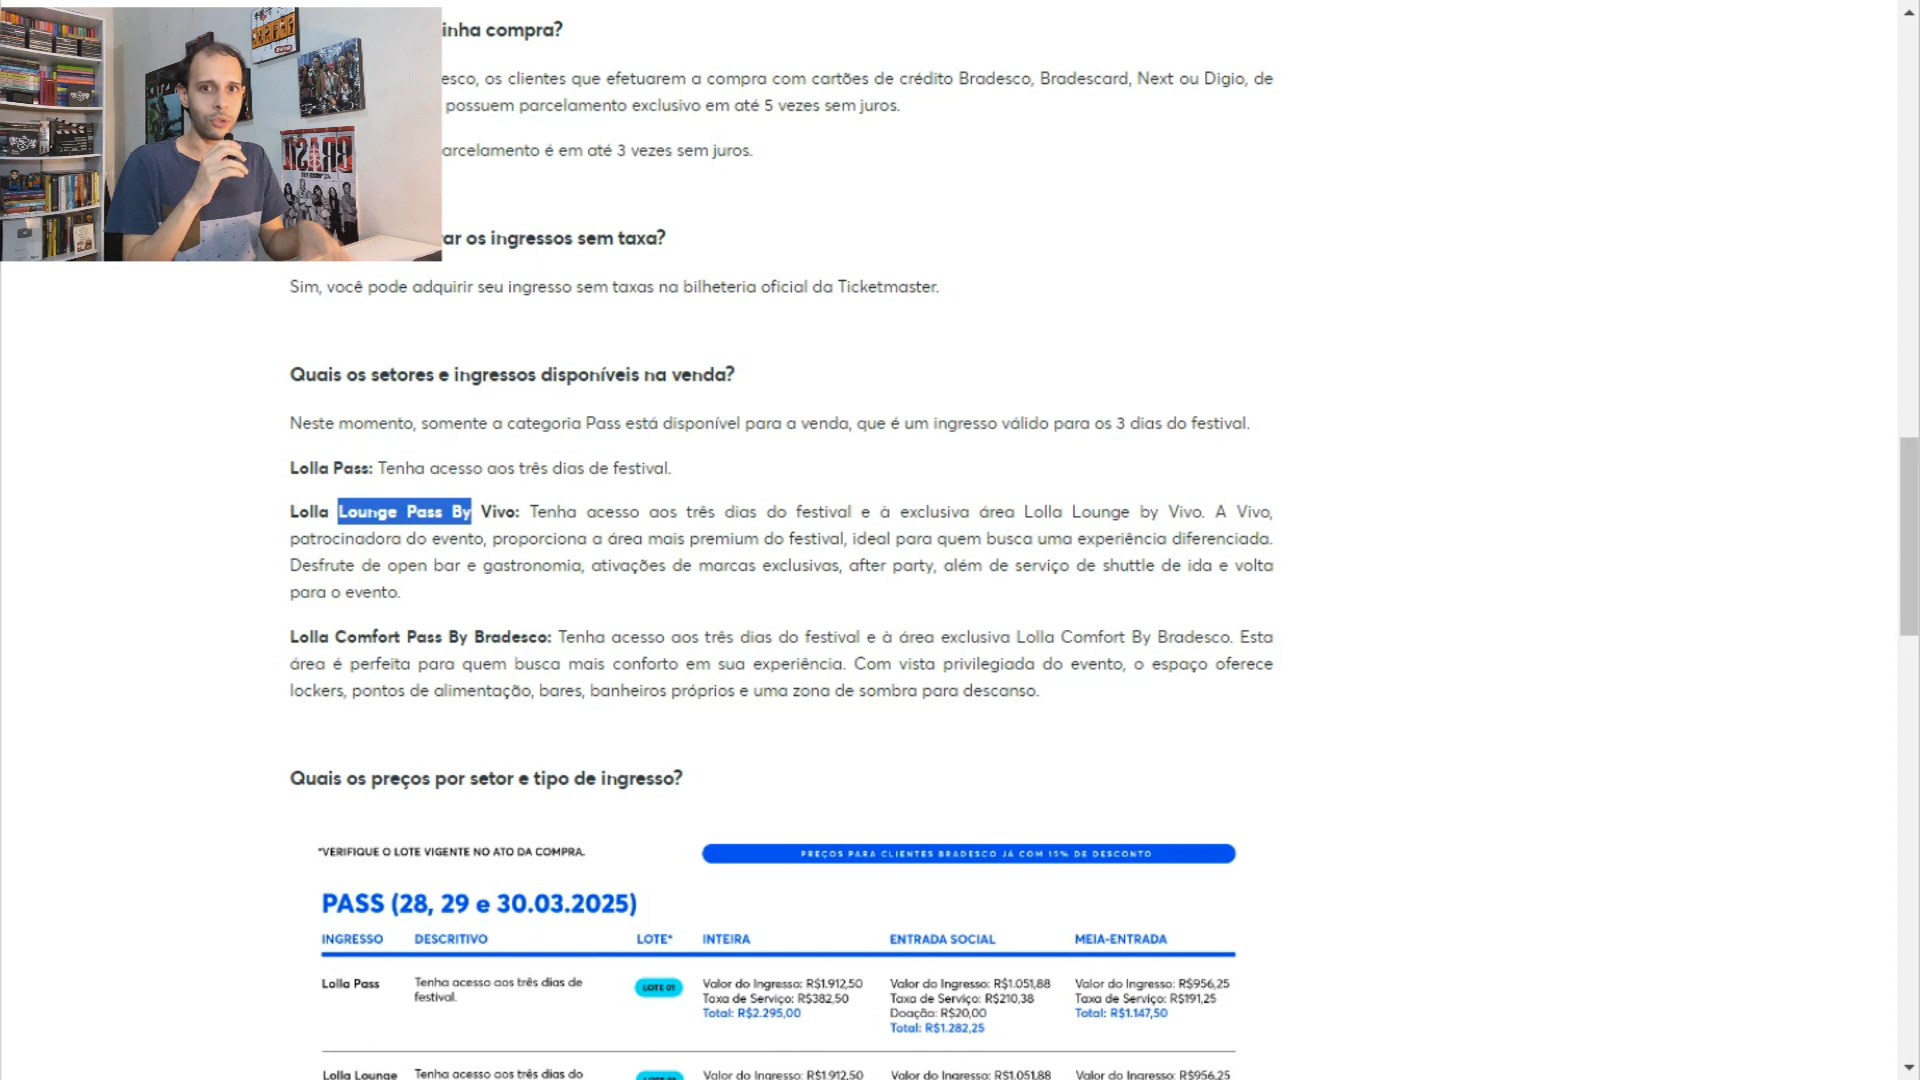 inha compra?
esco, os clientes que efetuarem a compra com cartões de crédito Bradesco, Bradescard, Next ou Digio, de
possuem parcelamento exclusivo em até 5 vezes sem juros.
arcelamento é em até 3 vezes sem juros.
ar os ingressos sem taxa?
Sim, você pode adquirir seu ingresso sem taxas na bilheteria oficial da Ticketmaster.
Quais os setores e ingressos disponíveis na venda?
Neste momento, somente a categoria Pass está disponível para a venda, que é um ingresso válido para os 3 dias do festival.
Lolla Pass: Tenha acesso aos três dias de festival.
Lolla Lounge Pass By Vivo: Tenha acesso aos três dias do festival e à exclusiva área Lolla Lounge by Vivo. A Vivo,
patrocinadora do evento, proporciona a área mais premium do festival, ideal para quem busca uma experiência diferenciada.
Desfrute de open bar e gastronomia, ativações de marcas exclusivas, after party, além de serviço de shuttle de ida e volta
para o evento.
Lolla Comfort Pass By Bradesco: Tenha acesso aos três dias do festival e à área exclusiva Lolla Comfort By Bradesco. Esta
área é perfeita para quem busca mais conforto em sua experiência. Com vista privilegiada do evento, o espaço oferece
lockers, pontos de alimentação, bares, banheiros próprios e uma zona de sombra para descanso.
Quais os preços por setor e tipo de ingresso?
*VERIFIQUE O LOTE VIGENTE NO ATO DA COMPRA.
PREÇOS PARA CLIENTES BRADESCO JÁ COM 15% DE DESCONTO
PASS (28, 29 e 30.03.2025)
INGRESSO DESCRITIVO LOTE* INTEIRA ENTRADA SOCIAL MEIA-ENTRADA
Lolla Pass Tenha acesso aos três dias de LOTE 01 Valor do Ingresso: R$1.912,50 Valor do Ingresso: R$1.051,88 Valor do Ingresso: R$956,25
festival. Taxa de Serviço: R$382,50 Taxa de Serviço: R$210,38 Taxa de Serviço: R$191,25
Total: R$2.295,00 Doação: R$20,00 Total: R$1.147,50
Total: R$1.282,25
Lolla Lounge Tenha acesso aos três dias do Valor do Ingresso: R$1.912,50 Valor do Ingresso: R$1.051,88 Valor do Ingresso: R$956,25